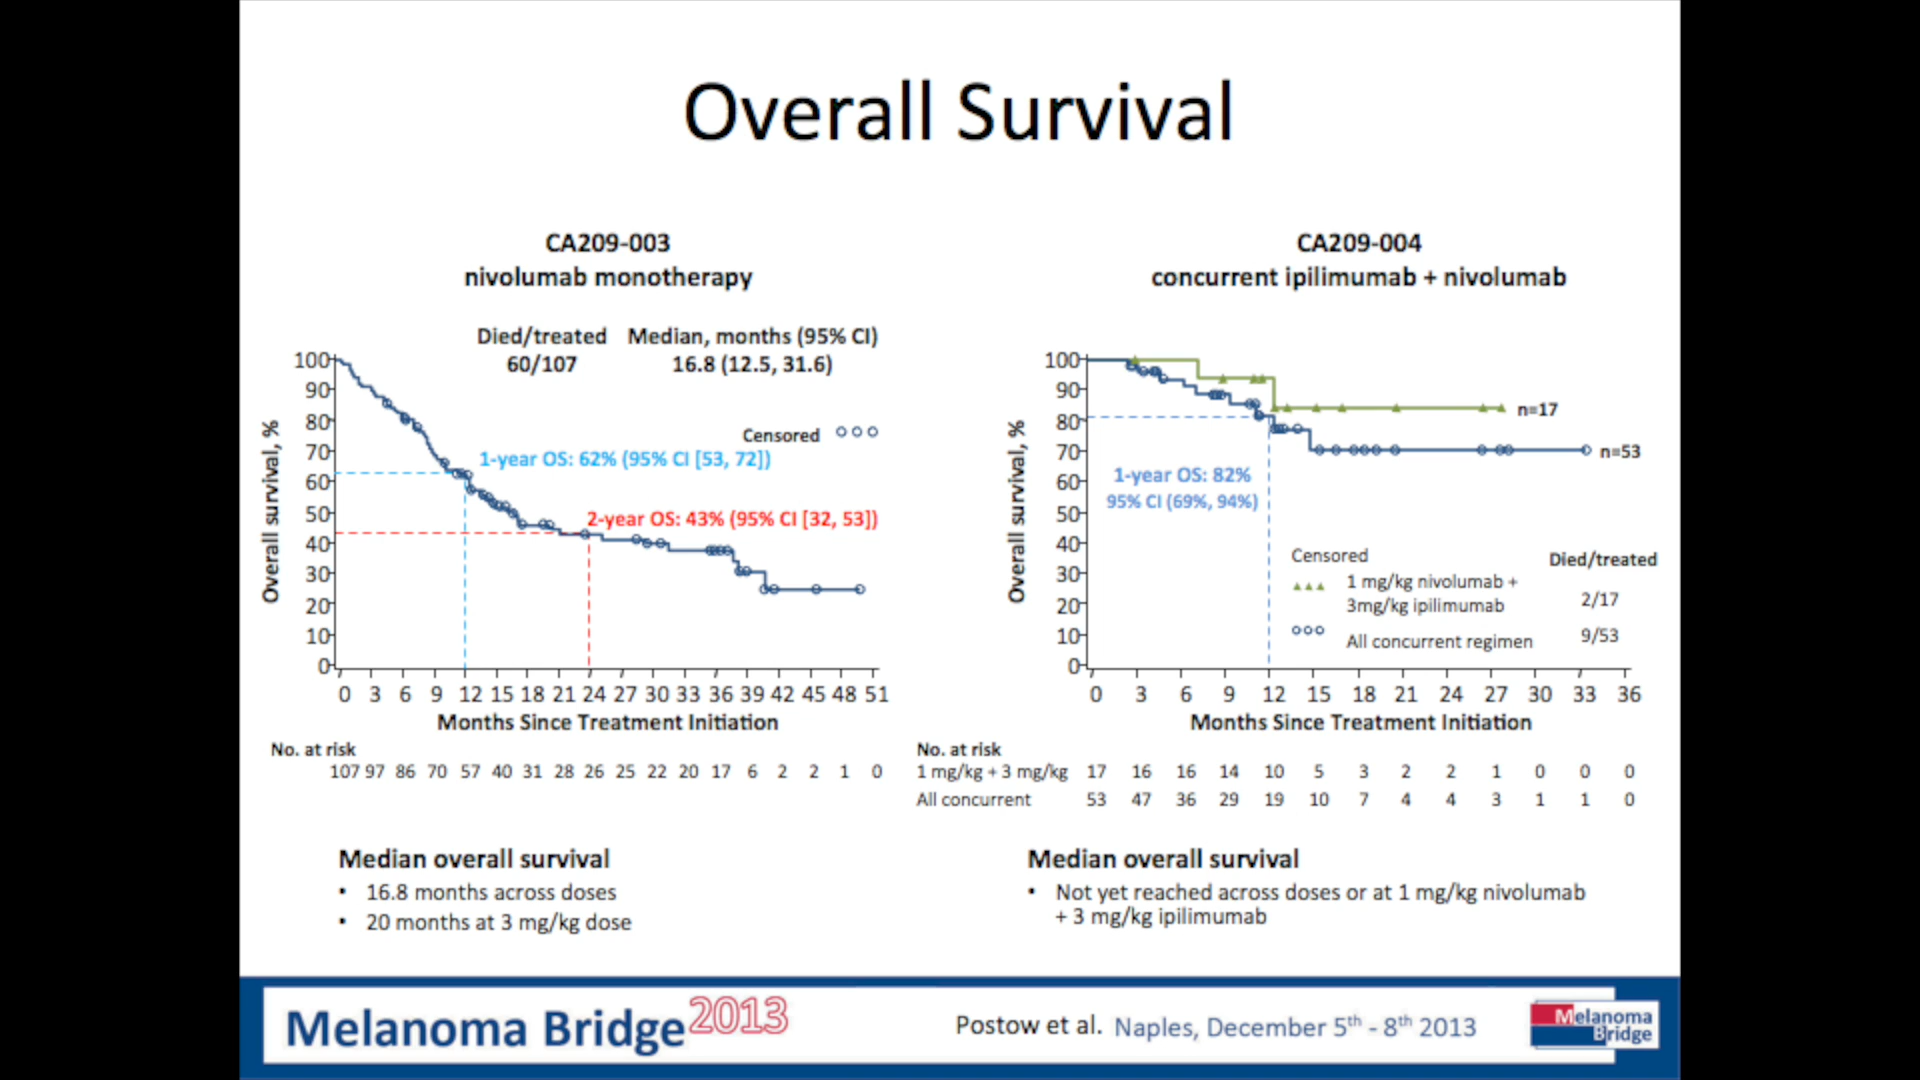 Overall Survival
CA209-003
nivolumab monotherapy
Died/treated Median, months (95% CI)
60/107 16.8 (12.5, 31.6)
Censored
1-year OS: 62% (95% CI [53, 72])
2-year OS: 43% (95% CI [32, 53])
Overall survival, %
100
90
80
70
60
50
40
30
20
10
0
0 3 6 9 12 15 18 21 24 27 30 33 36 39 42 45 48 51
Months Since Treatment Initiation
No. at risk
107 97 86 70 57 40 31 28 26 25 22 20 17 6 2 2 1 0
Median overall survival
• 16.8 months across doses
• 20 months at 3 mg/kg dose
CA209-004
concurrent ipilimumab + nivolumab
Overall survival, %
100
90
80
70
60
50
40
30
20
10
0
n=17
n=53
1-year OS: 82%
95% CI (69%, 94%)
Censored Died/treated
1 mg/kg nivolumab +
3mg/kg ipilimumab 2/17
All concurrent regimen 9/53
0 3 6 9 12 15 18 21 24 27 30 33 36
Months Since Treatment Initiation
No. at risk
1 mg/kg + 3 mg/kg 17 16 16 14 10 5 3 2 2 1 0 0 0
All concurrent 53 47 36 29 19 10 7 4 4 3 1 1 0
Median overall survival
• Not yet reached across doses or at 1 mg/kg nivolumab
+ 3 mg/kg ipilimumab
Melanoma Bridge 2013
Postow et al. Naples, December 5th - 8th 2013
Melanoma
Bridge